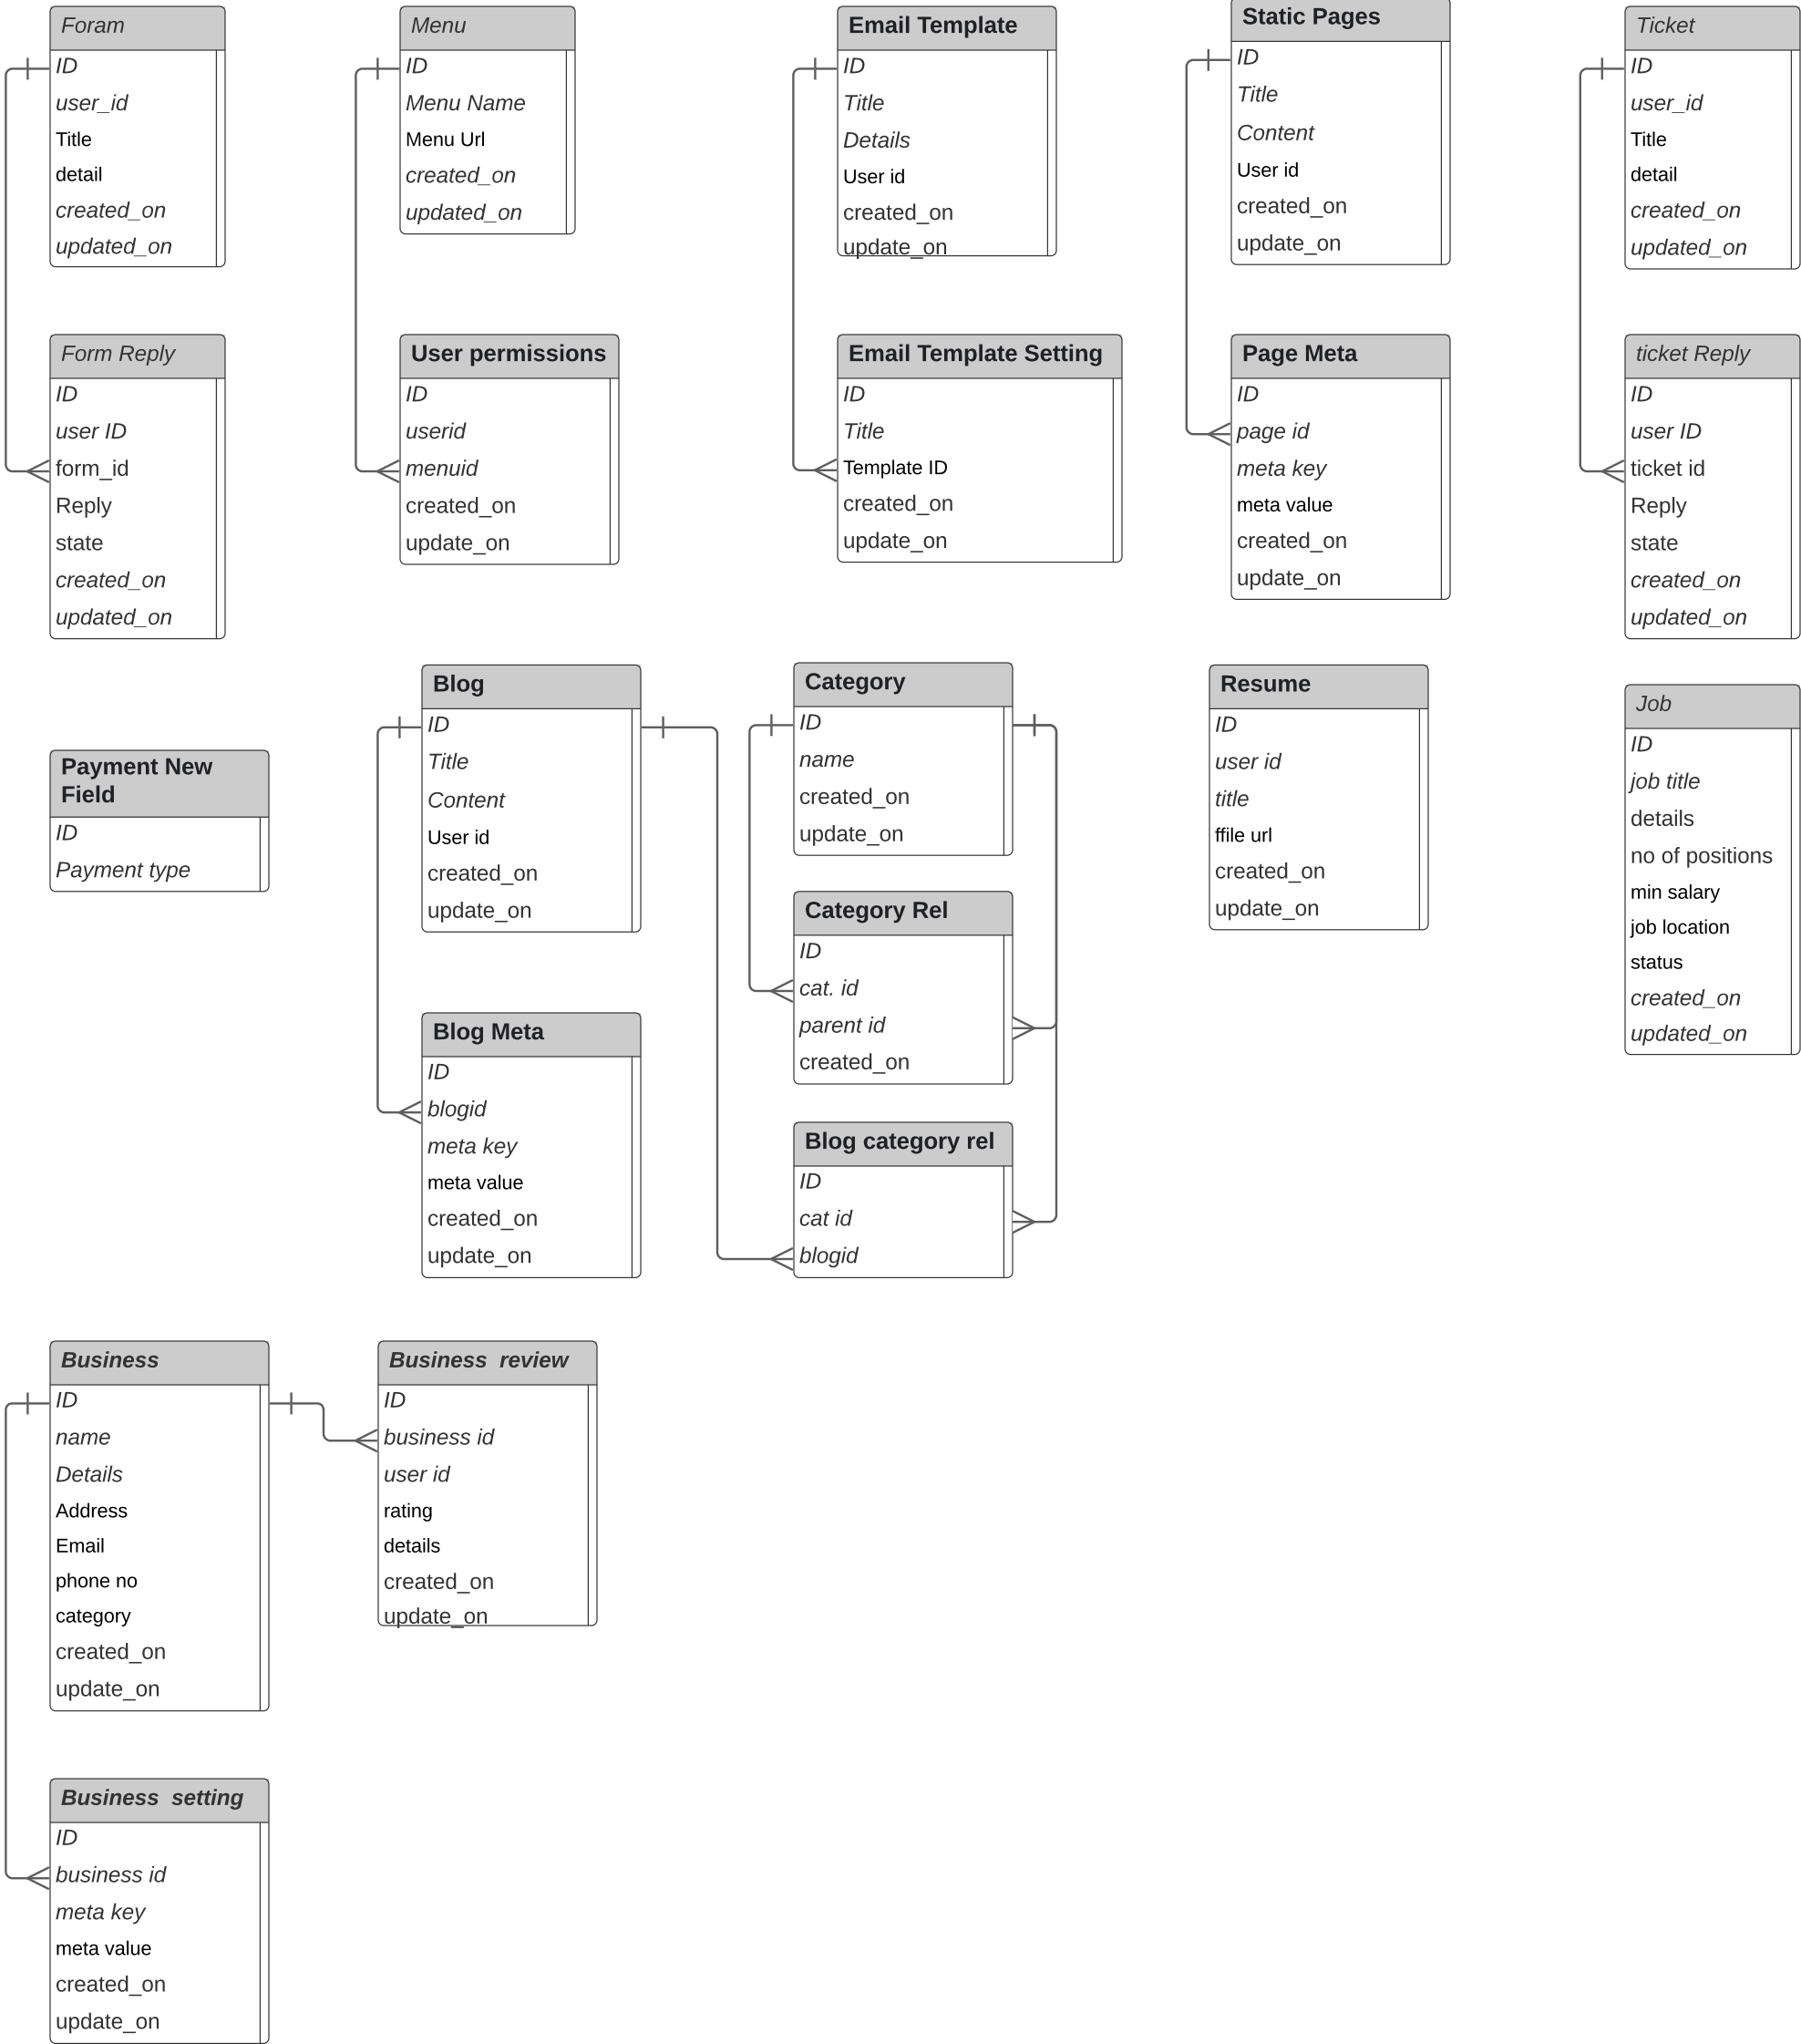 Foram
ID
user_id
Title
detail
created_on
updated_on
Menu
ID
Menu Name
Menu Url
created_on
updated_on
Email Template
ID
Title
Details
User id
created_on
update_on
Static Pages
ID
Title
Content
User id
created_on
update_on
Ticket
ID
user_id
Title
detail
created_on
updated_on
Form Reply
ID
user ID
form_id
Reply
state
created_on
updated_on
User permissions
ID
userid
menuid
created_on
update_on
Email Template Setting
ID
Title
Template ID
created_on
update_on
Page Meta
ID
page id
meta key
meta value
created_on
update_on
ticket Reply
ID
user ID
ticket id
Reply
state
created_on
updated_on
Payment New
Field
ID
Payment type
Blog
ID
Title
Content
User id
created_on
update_on
Category
ID
name
created_on
update_on
Resume
ID
user id
title
ffile url
created_on
update_on
Job
ID
job title
details
no of positions
min salary
job location
status
created_on
updated_on
Category Rel
ID
cat. id
parent id
created_on
Blog Meta
ID
blogid
meta key
meta value
created_on
update_on
Blog category rel
ID
cat id
blogid
Business
ID
name
Details
Address
Email
phone no
category
created_on
update_on
Business  review
ID
business id
user id
rating
details
created_on
update_on
Business  setting
ID
business id
meta key
meta value
created_on
update_on